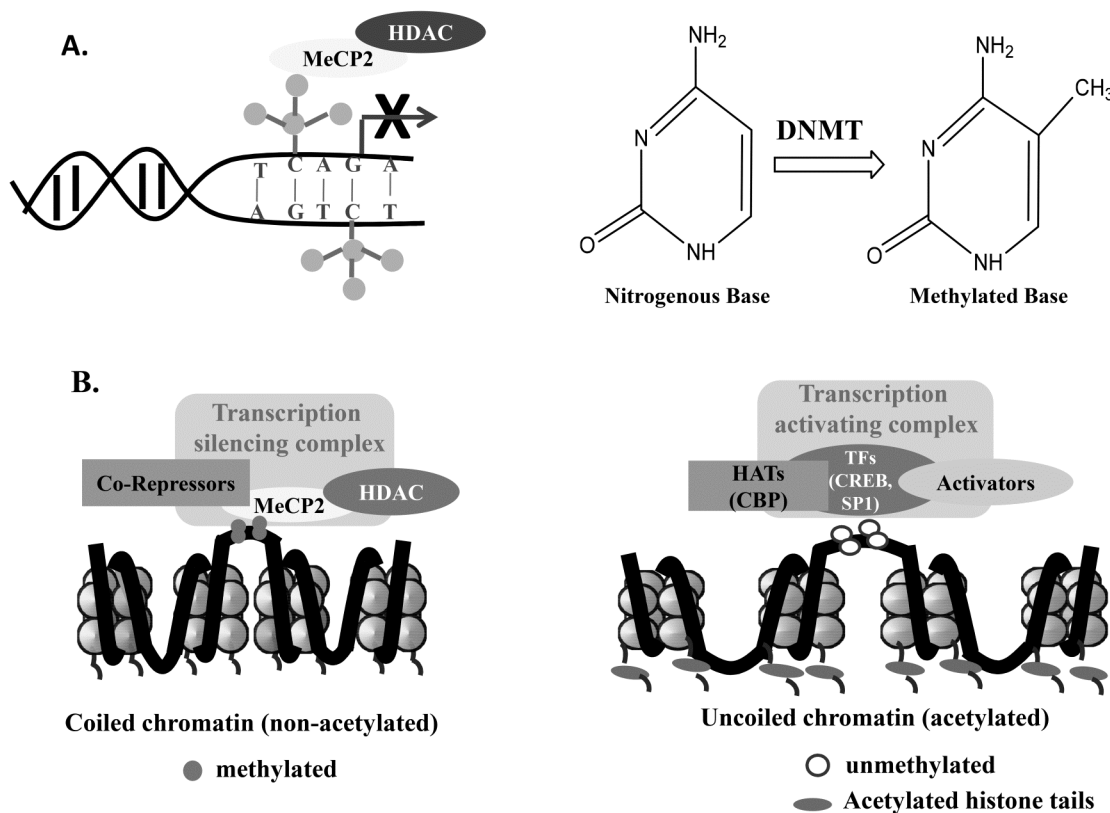 A.
HDAC
MeCP2
X
T C A G A
A G T C T
NH2
N
O
NH
Nitrogenous Base
DNMT
NH2
CH3
N
O
NH
Methylated Base
B.
Transcription
silencing complex
Co-Repressors
MeCP2
HDAC
Coiled chromatin (non-acetylated)
methylated
Transcription
activating complex
HATs
(CBP)
TFs
(CREB,
SP1)
Activators
Uncoiled chromatin (acetylated)
unmethylated
Acetylated histone tails